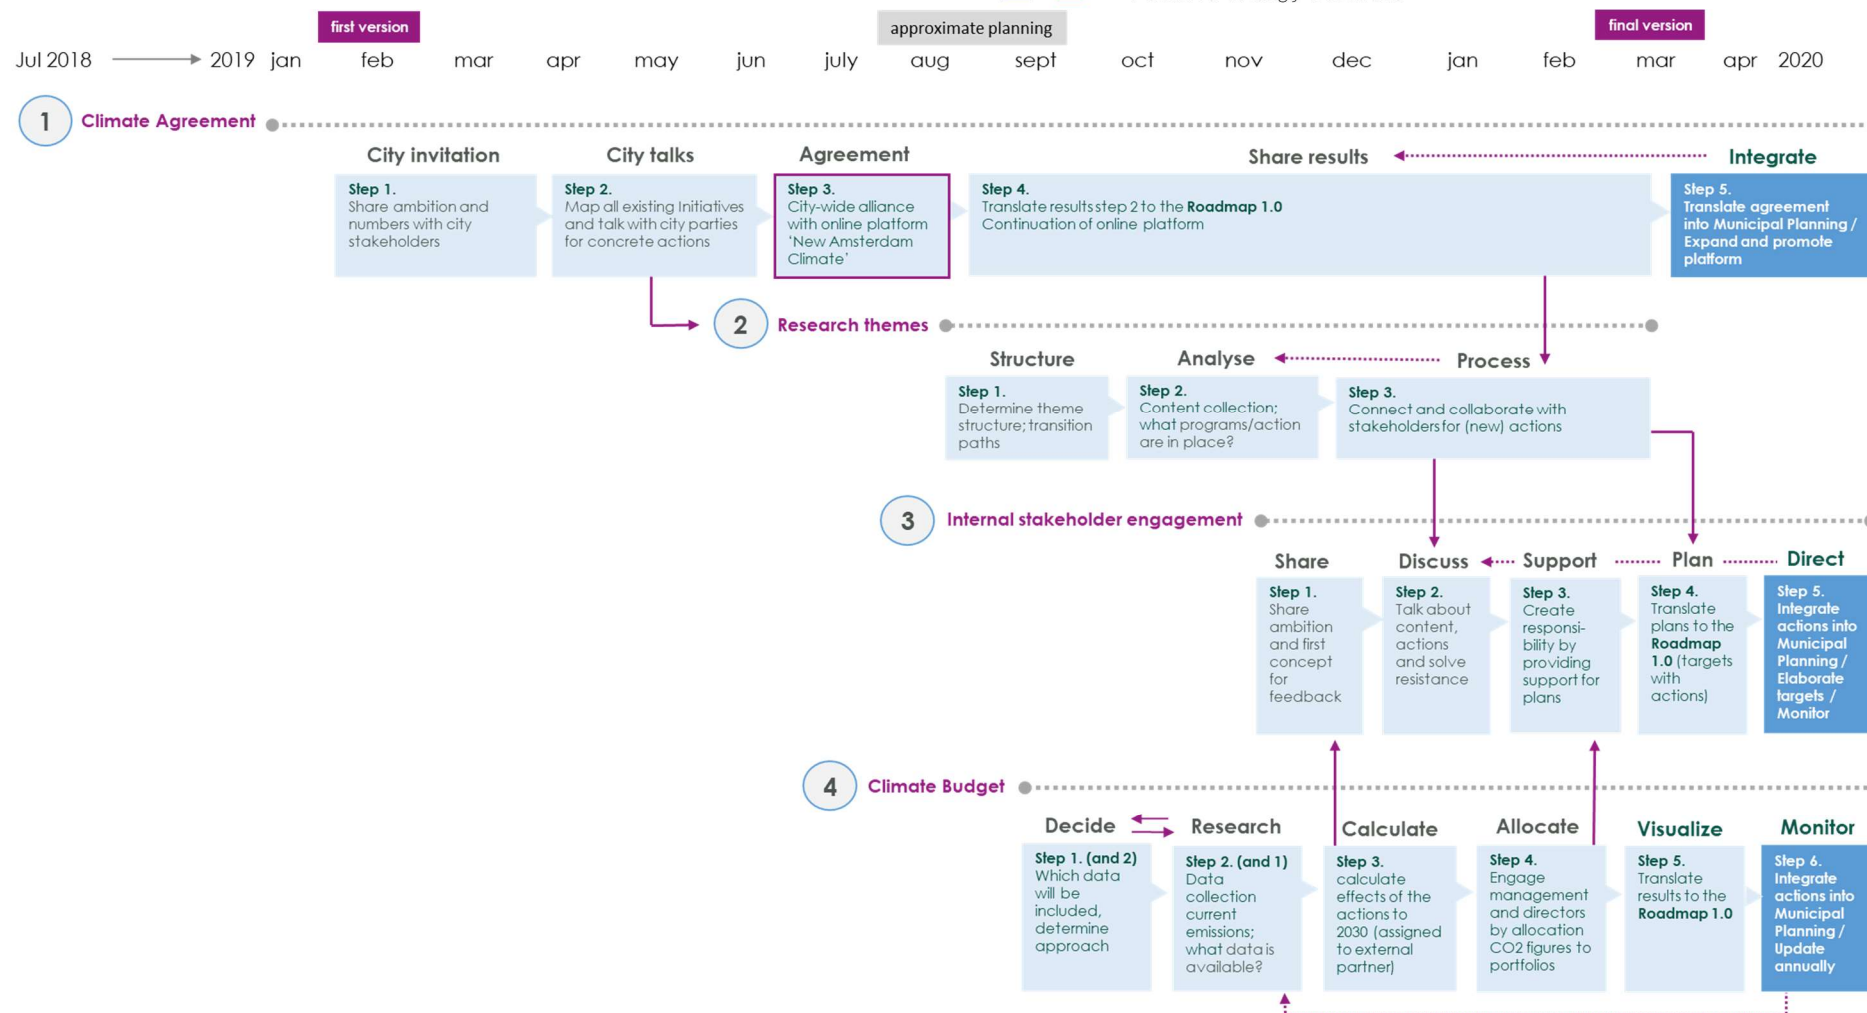 first version
approximate planning
final version
Jul 2018 2019 jan feb mar apr may jun july aug sept oct nov dec jan feb mar apr 2020
1 Climate Agreement
City invitation
Step 1.
Share ambition and
numbers with city
stakeholders
City talks
Step 2.
Map all existing Initiatives
and talk with city parties
for concrete actions
Agreement
Step 3.
City-wide alliance
with online platform
‘New Amsterdam
Climate’
Share results
Step 4.
Translate results step 2 to the Roadmap 1.0
Continuation of online platform
Integrate
Step 5.
Translate agreement
into Municipal Planning /
Expand and promote
platform
2 Research themes
Structure
Step 1.
Determine theme
structure; transition
paths
Analyse
Step 2.
Content collection;
what programs/action
are in place?
Process
Step 3.
Connect and collaborate with
stakeholders for (new) actions
3 Internal stakeholder engagement
Share
Step 1.
Share
ambition
and first
concept
for
feedback
Discuss
Step 2.
Talk about
content,
actions
and solve
resistance
Support
Step 3.
Create
responsi-
bility by
providing
support for
plans
Plan
Step 4.
Translate
plans to the
Roadmap
1.0 (targets
with
actions)
Direct
Step 5.
Integrate
actions into
Municipal
Planning /
Elaborate
targets /
Monitor
4 Climate Budget
Decide
Step 1. (and 2)
Which data
will be
included,
determine
approach
Research
Step 2. (and 1)
Data
collection
current
emissions;
what data is
available?
Calculate
Step 3.
calculate
effects of the
actions to
2030 (assigned
to external
partner)
Allocate
Step 4.
Engage
management
and directors
by allocation
CO2 figures to
portfolios
Visualize
Step 5.
Translate
results to the
Roadmap 1.0
Monitor
Step 6.
Integrate
actions into
Municipal
Planning /
Update
annually